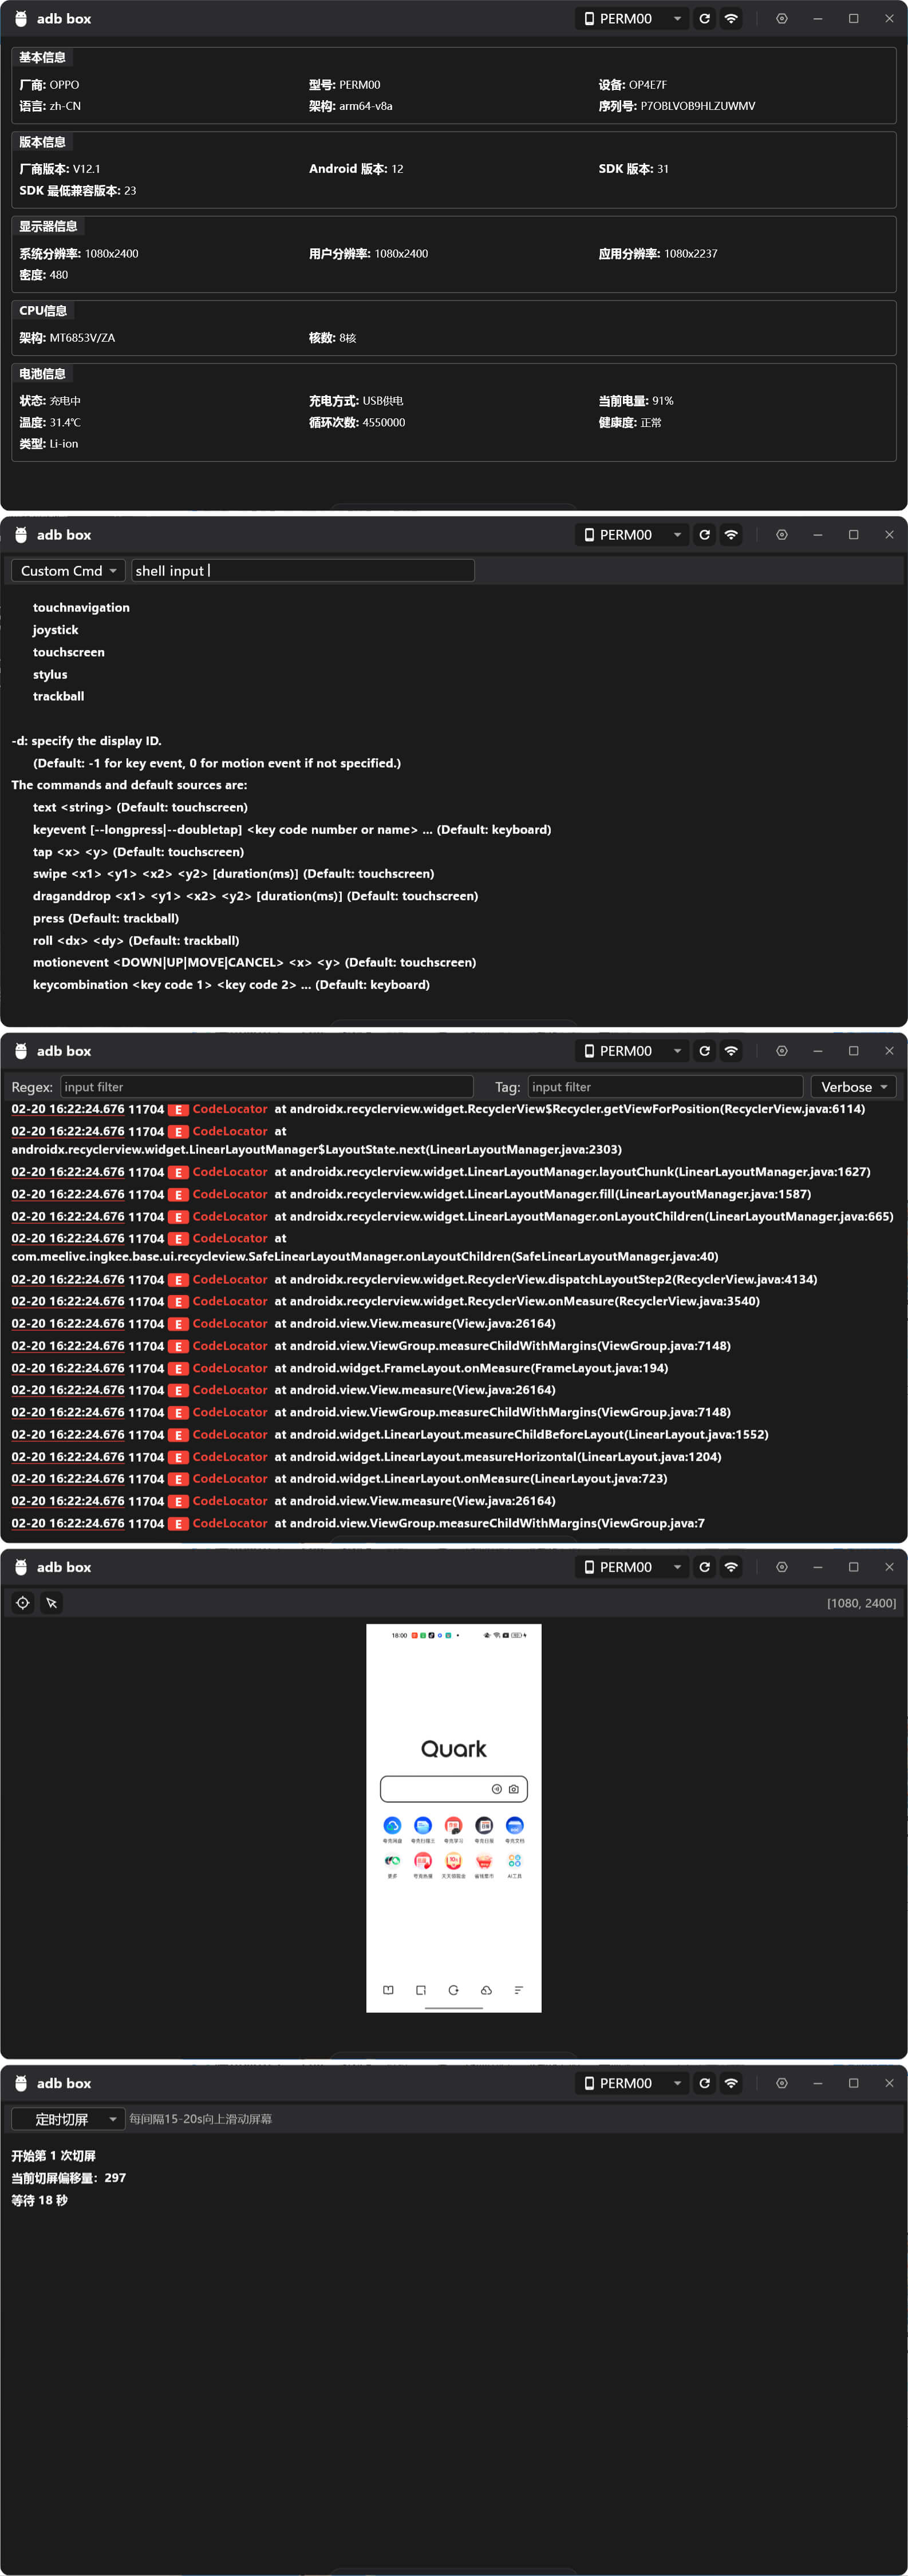 adb box PERM00
基本信息
厂商: OPPO 型号: PERM00 设备: OP4E7F
语言: zh-CN 架构: arm64-v8a 序列号: P7OBLVOB9HLZUWMV
版本信息
厂商版本: V12.1 Android 版本: 12 SDK 版本: 31
SDK 最低兼容版本: 23
显示器信息
系统分辨率: 1080x2400 用户分辨率: 1080x2400 应用分辨率: 1080x2237
密度: 480
CPU信息
架构: MT6853V/ZA 核数: 8核
电池信息
状态: 充电中 充电方式: USB供电 当前电量: 91%
温度: 31.4℃ 循环次数: 4550000 健康度: 正常
类型: Li-ion
adb box PERM00
Custom Cmd shell input
touchnavigation
joystick
touchscreen
stylus
trackball
-d: specify the display ID.
(Default: -1 for key event, 0 for motion event if not specified.)
The commands and default sources are:
text <string> (Default: touchscreen)
keyevent [--longpress|--doubletap] <key code number or name> ... (Default: keyboard)
tap <x> <y> (Default: touchscreen)
swipe <x1> <y1> <x2> <y2> [duration(ms)] (Default: touchscreen)
draganddrop <x1> <y1> <x2> <y2> [duration(ms)] (Default: touchscreen)
press (Default: trackball)
roll <dx> <dy> (Default: trackball)
motionevent <DOWN|UP|MOVE|CANCEL> <x> <y> (Default: touchscreen)
keycombination <key code 1> <key code 2> ... (Default: keyboard)
adb box PERM00
Regex: input filter Tag: input filter Verbose
02-20 16:22:24.676 11704 E CodeLocator at androidx.recyclerview.widget.RecyclerView$Recycler.getViewForPosition(RecyclerView.java:6114)
02-20 16:22:24.676 11704 E CodeLocator at
androidx.recyclerview.widget.LinearLayoutManager$LayoutState.next(LinearLayoutManager.java:2303)
02-20 16:22:24.676 11704 E CodeLocator at androidx.recyclerview.widget.LinearLayoutManager.layoutChunk(LinearLayoutManager.java:1627)
02-20 16:22:24.676 11704 E CodeLocator at androidx.recyclerview.widget.LinearLayoutManager.fill(LinearLayoutManager.java:1587)
02-20 16:22:24.676 11704 E CodeLocator at androidx.recyclerview.widget.LinearLayoutManager.onLayoutChildren(LinearLayoutManager.java:665)
02-20 16:22:24.676 11704 E CodeLocator at
com.meelive.ingkee.base.ui.recycleview.SafeLinearLayoutManager.onLayoutChildren(SafeLinearLayoutManager.java:40)
02-20 16:22:24.676 11704 E CodeLocator at androidx.recyclerview.widget.RecyclerView.dispatchLayoutStep2(RecyclerView.java:4134)
02-20 16:22:24.676 11704 E CodeLocator at androidx.recyclerview.widget.RecyclerView.onMeasure(RecyclerView.java:3540)
02-20 16:22:24.676 11704 E CodeLocator at android.view.View.measure(View.java:26164)
02-20 16:22:24.676 11704 E CodeLocator at android.view.ViewGroup.measureChildWithMargins(ViewGroup.java:7148)
02-20 16:22:24.676 11704 E CodeLocator at android.widget.FrameLayout.onMeasure(FrameLayout.java:194)
02-20 16:22:24.676 11704 E CodeLocator at android.view.View.measure(View.java:26164)
02-20 16:22:24.676 11704 E CodeLocator at android.view.ViewGroup.measureChildWithMargins(ViewGroup.java:7148)
02-20 16:22:24.676 11704 E CodeLocator at android.widget.LinearLayout.measureChildBeforeLayout(LinearLayout.java:1552)
02-20 16:22:24.676 11704 E CodeLocator at android.widget.LinearLayout.measureHorizontal(LinearLayout.java:1204)
02-20 16:22:24.676 11704 E CodeLocator at android.widget.LinearLayout.onMeasure(LinearLayout.java:723)
02-20 16:22:24.676 11704 E CodeLocator at android.view.View.measure(View.java:26164)
02-20 16:22:24.676 11704 E CodeLocator at android.view.ViewGroup.measureChildWithMargins(ViewGroup.java:7
adb box PERM00
[1080, 2400]
18:00
Quark
夸克网盘 夸克扫描王 夸克学习 夸克日报 夸克文档
更多 AI工具
adb box PERM00
定时切屏 每间隔15-20s向上滑动屏幕
开始第 1 次切屏
当前切屏偏移量: 297
等待 18 秒